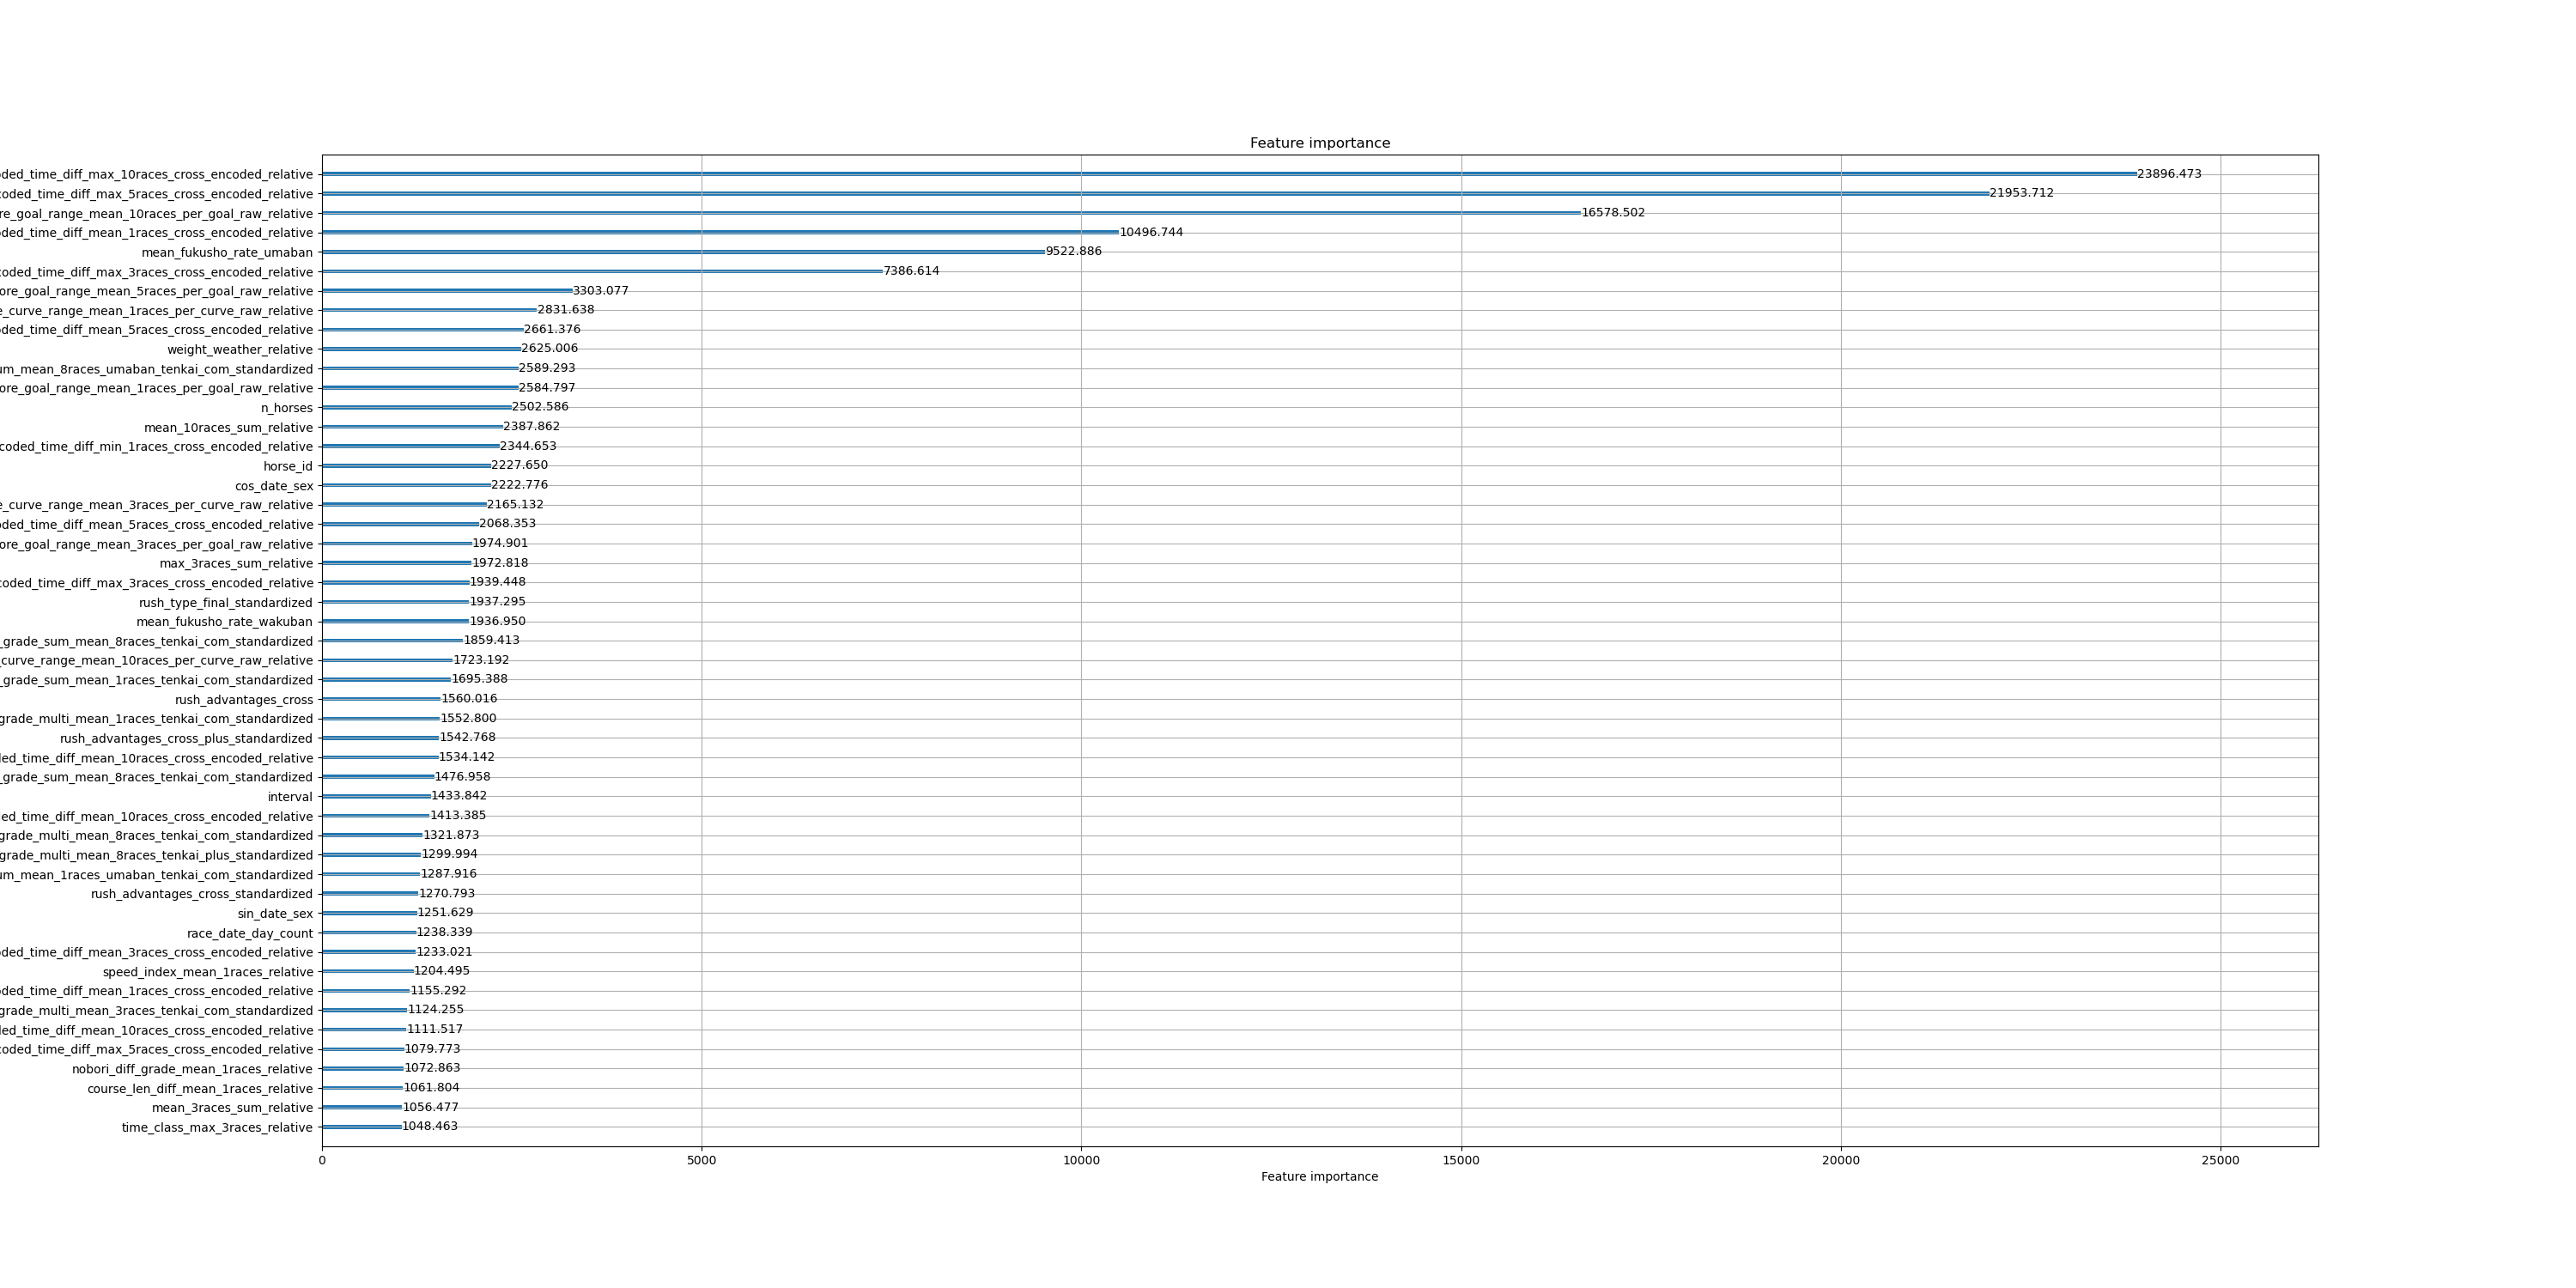 Feature importance
oded_time_diff_max_10races_cross_encoded_relative 23896.473
coded_time_diff_max_5races_cross_encoded_relative 21953.712
re_goal_range_mean_10races_per_goal_raw_relative 16578.502
ded_time_diff_mean_1races_cross_encoded_relative 10496.744
mean_fukusho_rate_umaban 9522.886
coded_time_diff_max_3races_cross_encoded_relative 7386.614
ore_goal_range_mean_5races_per_goal_raw_relative 3303.077
e_curve_range_mean_1races_per_curve_raw_relative 2831.638
ded_time_diff_mean_5races_cross_encoded_relative 2661.376
weight_weather_relative 2625.006
um_mean_8races_umaban_tenkai_com_standardized 2589.293
ore_goal_range_mean_1races_per_goal_raw_relative 2584.797
n_horses 2502.586
mean_10races_sum_relative 2387.862
coded_time_diff_min_1races_cross_encoded_relative 2344.653
horse_id 2227.650
cos_date_sex 2222.776
e_curve_range_mean_3races_per_curve_raw_relative 2165.132
ded_time_diff_mean_5races_cross_encoded_relative 2068.353
ore_goal_range_mean_3races_per_goal_raw_relative 1974.901
max_3races_sum_relative 1972.818
coded_time_diff_max_3races_cross_encoded_relative 1939.448
rush_type_final_standardized 1937.295
mean_fukusho_rate_wakuban 1936.950
_grade_sum_mean_8races_tenkai_com_standardized 1859.413
_curve_range_mean_10races_per_curve_raw_relative 1723.192
_grade_sum_mean_1races_tenkai_com_standardized 1695.388
rush_advantages_cross 1560.016
grade_multi_mean_1races_tenkai_com_standardized 1552.800
rush_advantages_cross_plus_standardized 1542.768
led_time_diff_mean_10races_cross_encoded_relative 1534.142
_grade_sum_mean_8races_tenkai_com_standardized 1476.958
interval 1433.842
ed_time_diff_mean_10races_cross_encoded_relative 1413.385
grade_multi_mean_8races_tenkai_com_standardized 1321.873
grade_multi_mean_8races_tenkai_plus_standardized 1299.994
um_mean_1races_umaban_tenkai_com_standardized 1287.916
rush_advantages_cross_standardized 1270.793
sin_date_sex 1251.629
race_date_day_count 1238.339
ded_time_diff_mean_3races_cross_encoded_relative 1233.021
speed_index_mean_1races_relative 1204.495
ded_time_diff_mean_1races_cross_encoded_relative 1155.292
grade_multi_mean_3races_tenkai_com_standardized 1124.255
led_time_diff_mean_10races_cross_encoded_relative 1111.517
coded_time_diff_max_5races_cross_encoded_relative 1079.773
nobori_diff_grade_mean_1races_relative 1072.863
course_len_diff_mean_1races_relative 1061.804
mean_3races_sum_relative 1056.477
time_class_max_3races_relative 1048.463
0 5000 10000 15000 20000 25000
Feature importance